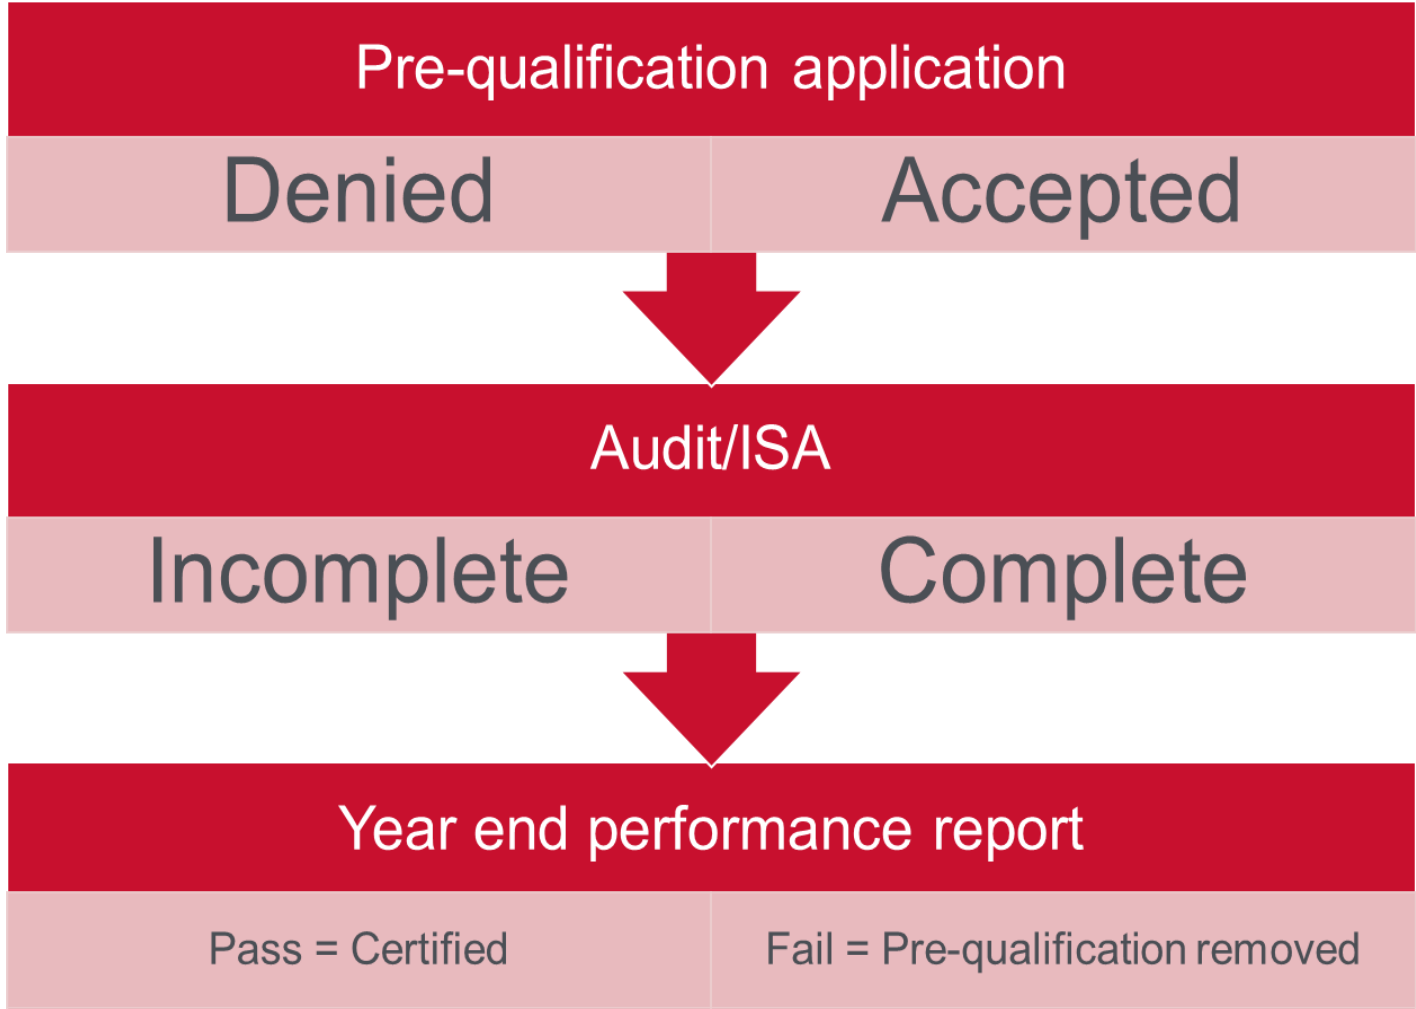 Pre-qualification application
Denied
Accepted
Audit/ISA
Incomplete
Complete
Year end performance report
Pass = Certified
Fail = Pre-qualification removed